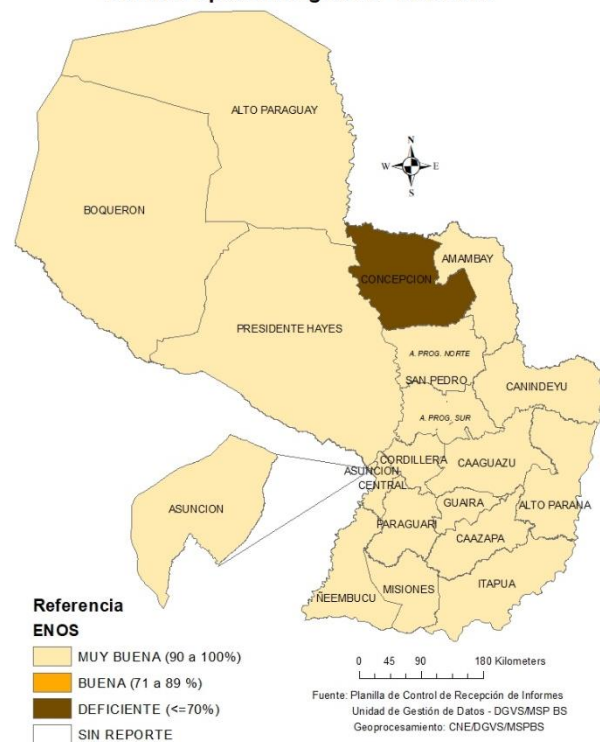 ALTO PARAGUAY
N
W E
S
BOQUERON
AMAMBAY
CONCEPCION
PRESIDENTE HAYES
A. PROG. NORTE
SAN PEDRO
CANINDEYU
A. PROG. SUR
CORDILLERA
CAAGUAZU
ASUNCION
CENTRAL
ASUNCION
GUAIRA
ALTO PARANA
PARAGUARI
CAAZAPA
ÑEEMBUCU
MISIONES
ITAPUA
Referencia
ENOS
MUY BUENA (90 a 100%)
BUENA (71 a 89 %)
DEFICIENTE (<=70%)
SIN REPORTE
0 45 90 180 Kilometers
Fuente: Planilla de Control de Recepción de Informes
Unidad de Gestión de Datos - DGVS/MSP BS
Geoprocesamiento: CNE/DGVS/MSPBS